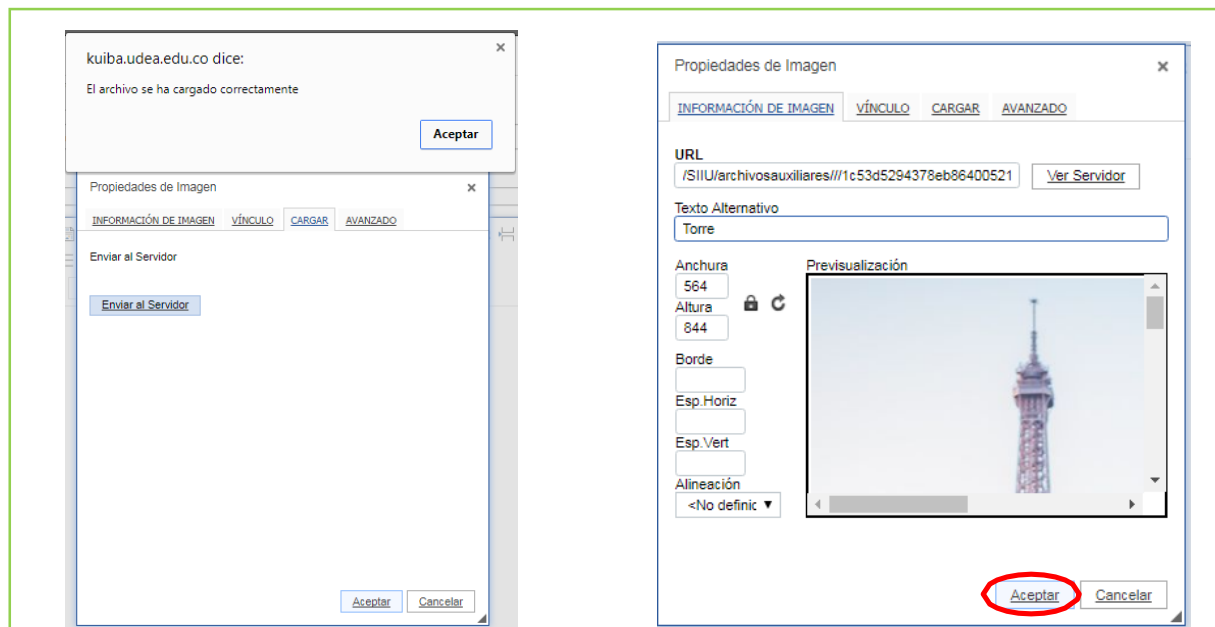 kuiba.udea.edu.co dice:
El archivo se ha cargado correctamente
Aceptar
Propiedades de Imagen
INFORMACIÓN DE IMAGEN VÍNCULO CARGAR AVANZADO
Enviar al Servidor
Enviar al Servidor
Aceptar Cancelar
Propiedades de Imagen
INFORMACIÓN DE IMAGEN VÍNCULO CARGAR AVANZADO
URL
/SIIU/archivosauxiliares///1c53d5294378eb86400521 Ver Servidor
Texto Alternativo
Torre
Anchura Previsualización
564
Altura
844
Borde
Esp.Horiz
Esp.Vert
Alineación
<No definic
Aceptar Cancelar